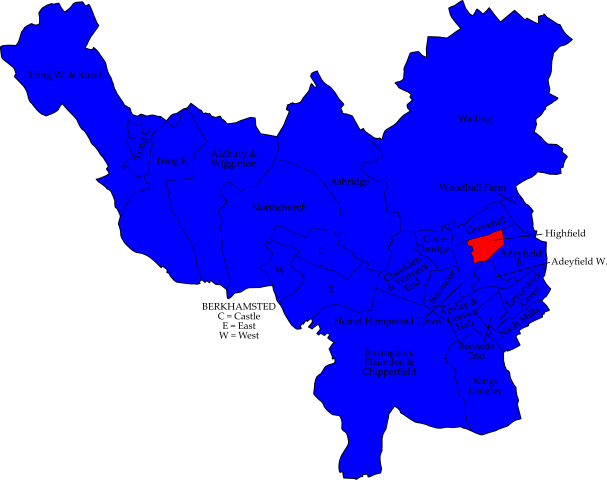 Tring W. & Rural
Tring C.
Tring E.
Aldbury &
Wigginton
Ashridge
Northchurch
Watling
Woodhall Farm
Grovehill
Highfield
Adeyfield
E.
Adeyfield W.
Gade-
bridge
Chaulden
& Warners
End
Boxmoor
C
W
E
BERKHAMSTED
C = Castle
E = East
W = West
Hemel Hempstead Town
Apsley &
Corner
Hall
Leverstock
Green
Nash Mills
Bennetts
End
Bovingdon,
Flaunden &
Chipperfield
Kings
Langley